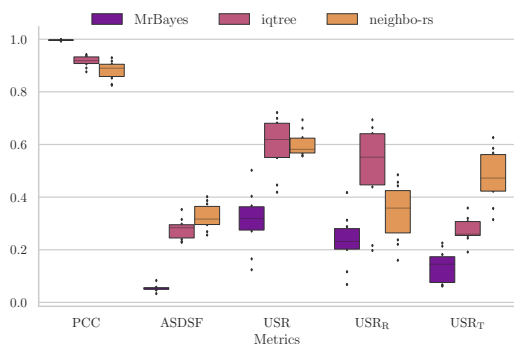 MrBayes iqtree neighbo-rs
1.0
0.8
0.6
0.4
0.2
0.0
PCC ASDSF USR USR_R USR_T
Metrics